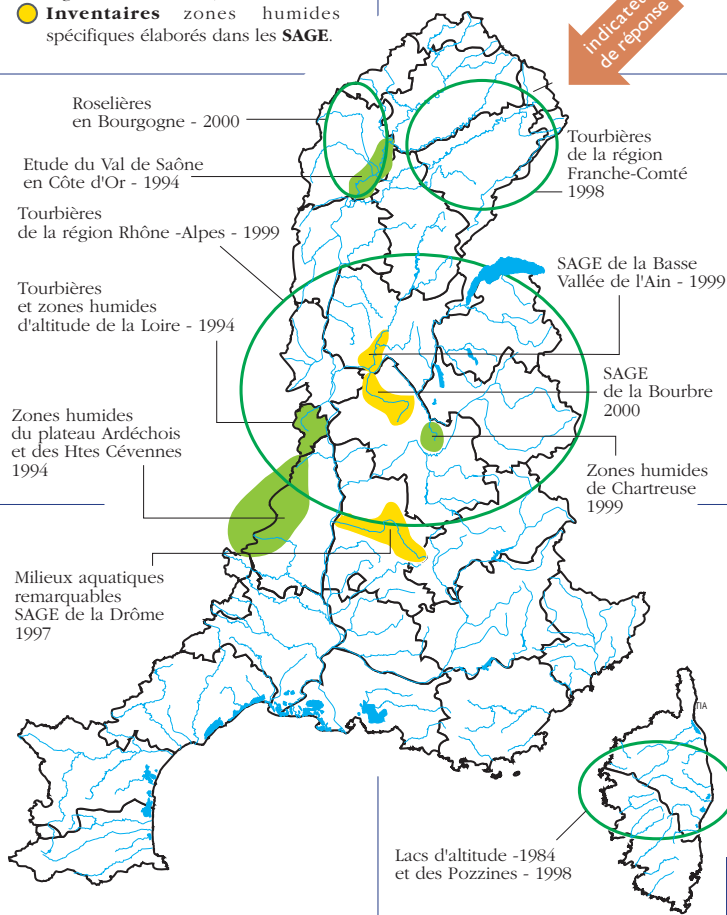 Inventaires zones humides
spécifiques élaborés dans les SAGE.
de réponse
Roselières
en Bourgogne - 2000
Etude du Val de Saône
en Côte d'Or - 1994
Tourbières
de la région
Franche-Comté
1998
Tourbières
de la région Rhône -Alpes - 1999
SAGE de la Basse
Vallée de l'Ain - 1999
Tourbières
et zones humides
d'altitude de la Loire - 1994
SAGE
de la Bourbre
2000
Zones humides
du plateau Ardéchois
et des Htes Cévennes
1994
Zones humides
de Chartreuse
1999
Milieux aquatiques
remarquables
SAGE de la Drôme
1997
TIA
Lacs d'altitude -1984
et des Pozzines - 1998